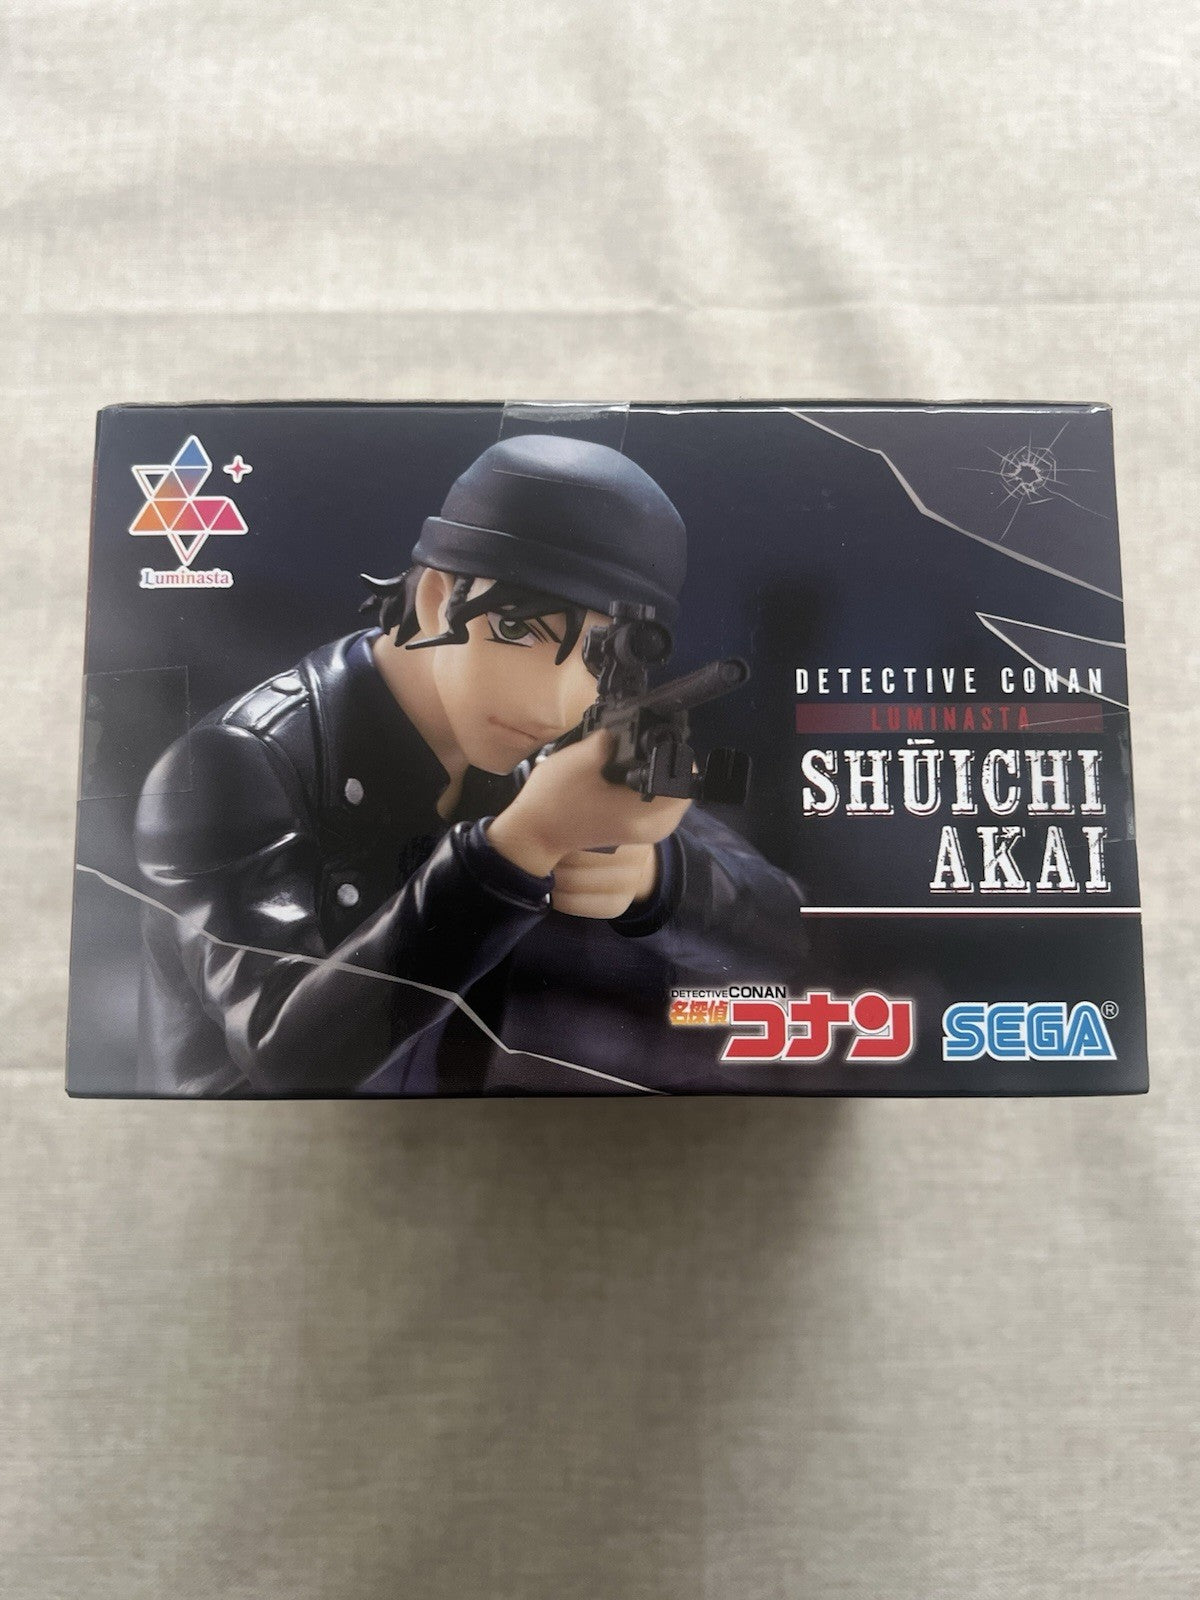 Luminasta
DETECTIVE CONAN
LUMINASTA
SHŪICHI
AKAI
DETECTIVE CONAN
名探偵
コナン
SEGA®